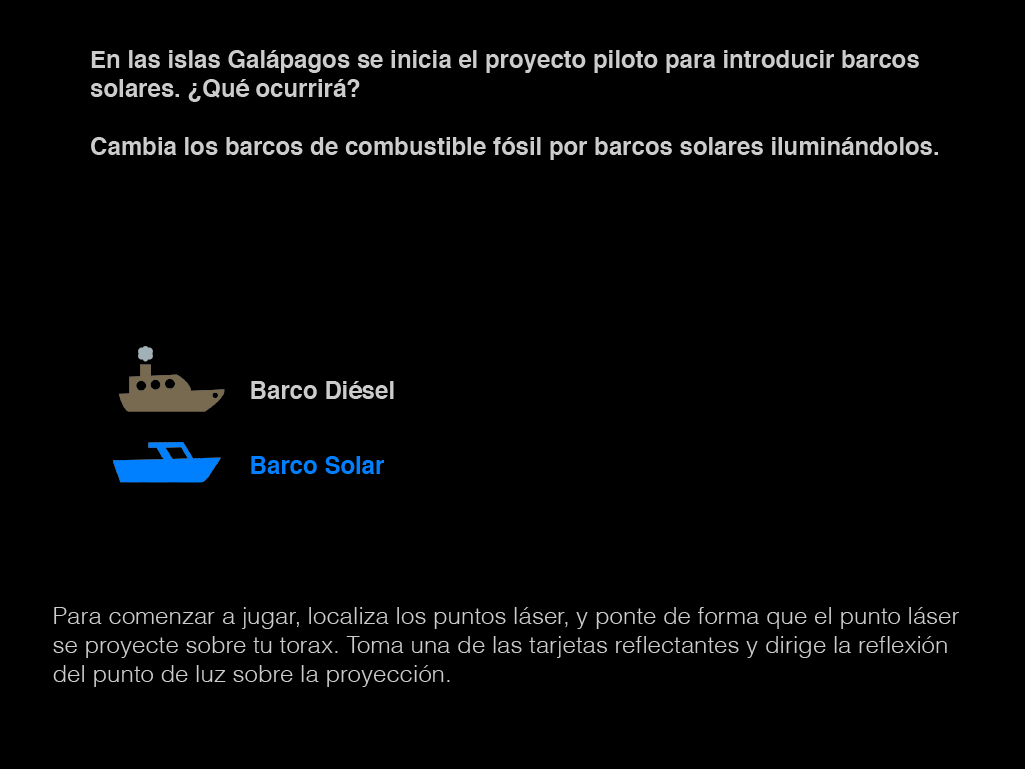 En las islas Galápagos se inicia el proyecto piloto para introducir barcos
solares. ¿Qué ocurrirá?
Cambia los barcos de combustible fósil por barcos solares iluminándolos.
Barco Diésel
Barco Solar
Para comenzar a jugar, localiza los puntos láser, y ponte de forma que el punto láser
se proyecte sobre tu torax. Toma una de las tarjetas reflectantes y dirige la reflexión
del punto de luz sobre la proyección.